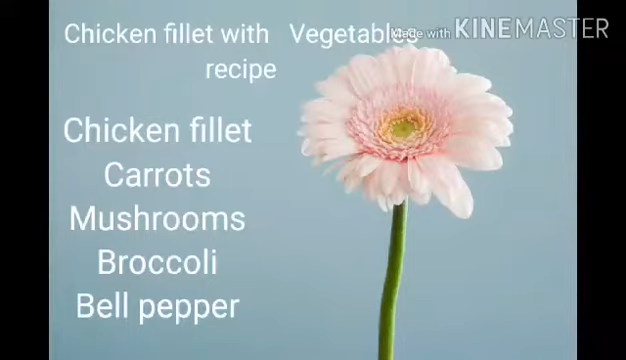 Chicken fillet with Vegetables
recipe
Made with KINEMASTER
Chicken fillet
Carrots
Mushrooms
Broccoli
Bell pepper